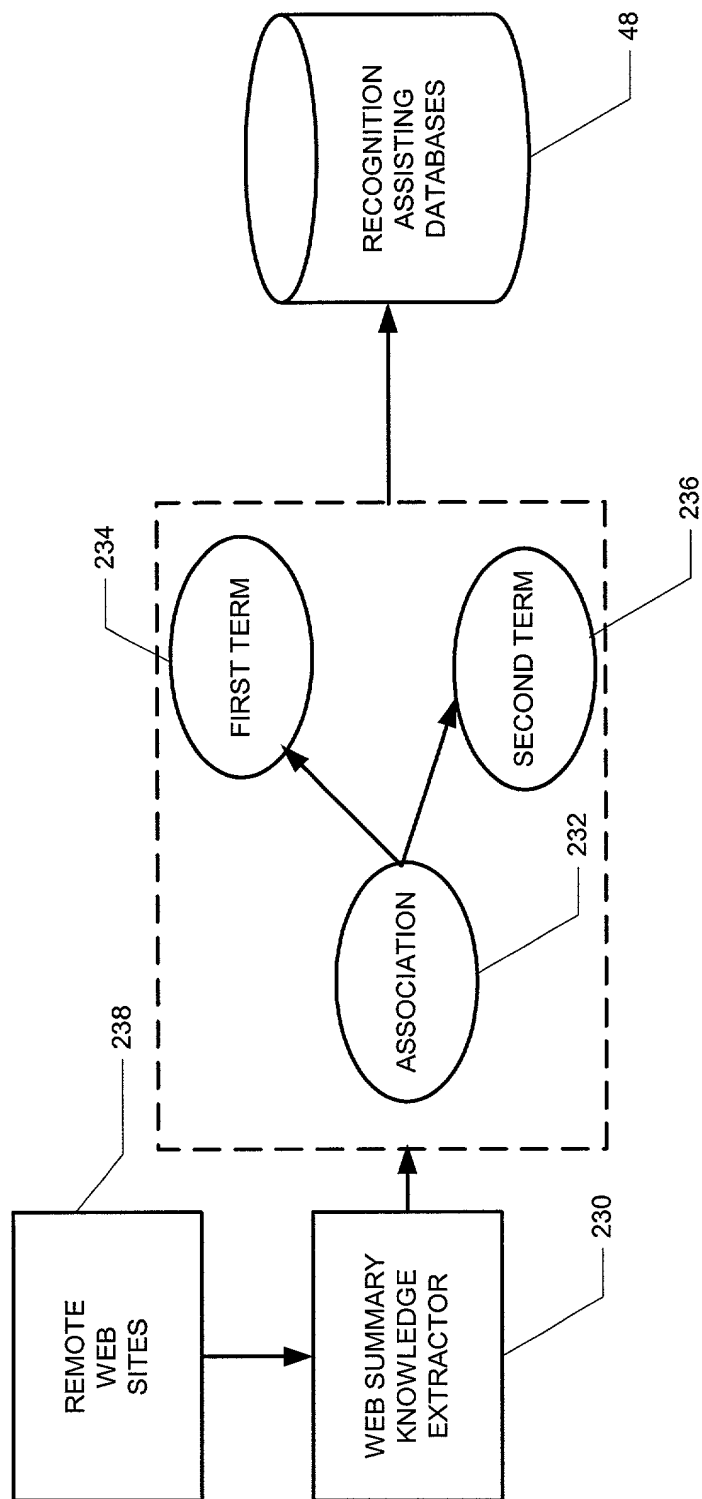 238
REMOTE
WEB
SITES
WEB SUMMARY
KNOWLEDGE
EXTRACTOR
230
234
FIRST TERM
ASSOCIATION
232
SECOND TERM
236
RECOGNITION
ASSISTING
DATABASES
48